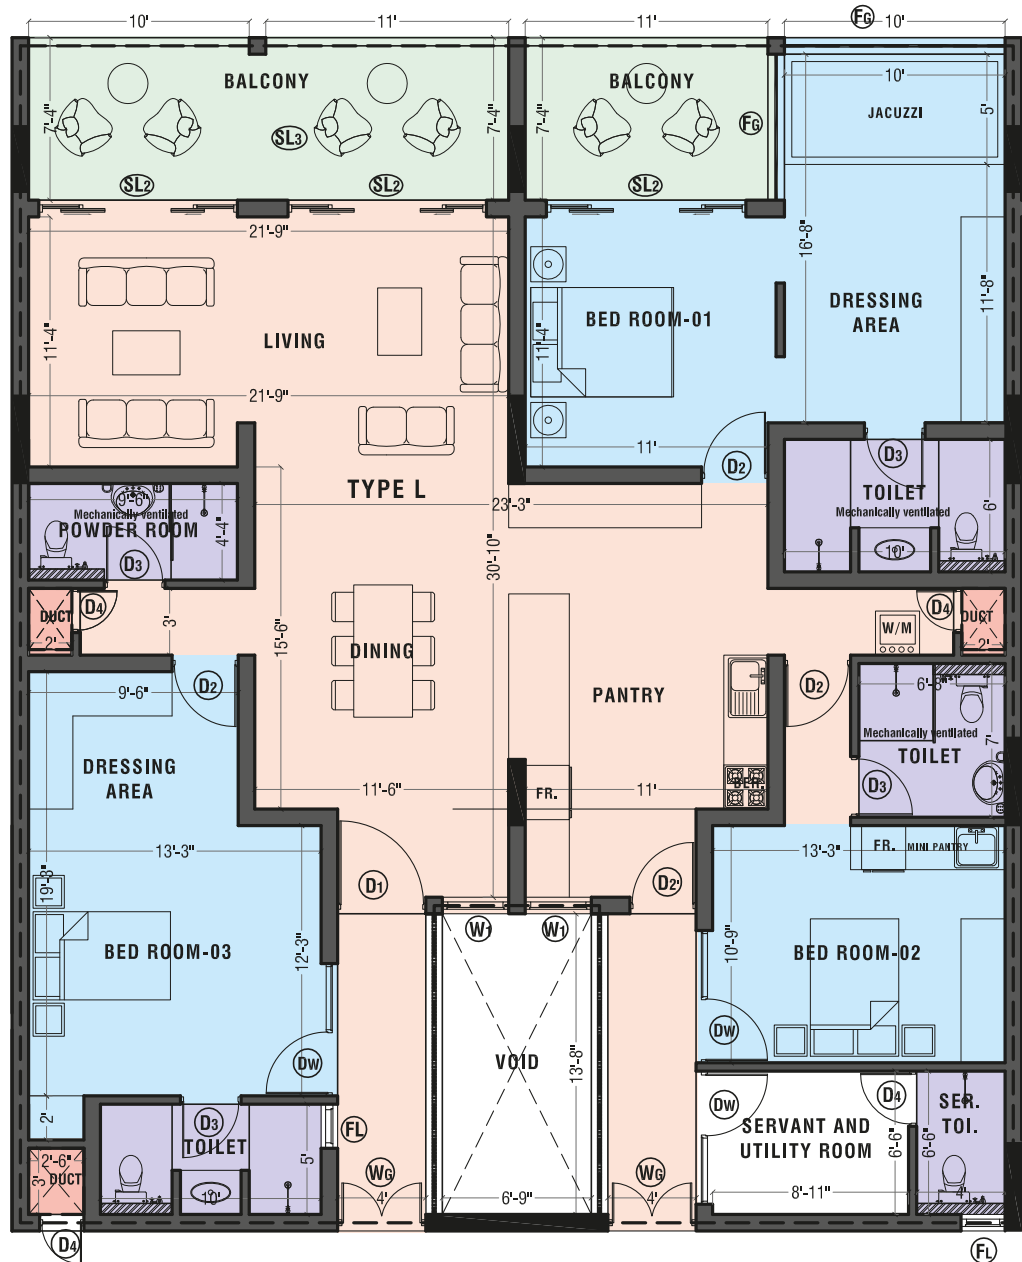 10'
11'
11'
FG
10'
BALCONY
BALCONY
10'
JACUZZI
5'
7'-4"
SL3
7'-4"
7'-4"
FG
SL2
SL2
SL2
21'-9"
16'-8"
11'-4"
LIVING
11'-4"
BED ROOM-01
DRESSING
AREA
11'-8"
21'-9"
11'
D2
D3
TYPE L
23'-3"
9'-6"
Mechanically ventilated
POWDER ROOM
4'-4"
D3
TOILET
Mechanically ventilated
6'
10'
30'-10"
DUCT
D4
2'
3'
15'-6"
DINING
W/M
D4
DUCT
2'
D2
9'-6"
PANTRY
D2
6'-6"
Mechanically ventilated
TOILET
7'
D3
DRESSING
AREA
11'-6"
FR.
11'
13'-3"
19'-3"
D1
D2'
13'-3"
FR.
MINI PANTRY
W1
W1
BED ROOM-03
12'-3"
10'-9"
BED ROOM-02
DW
VOID
13'-8"
DW
2'
D3
TOILET
5'
10'
FL
DW
SERVANT AND
UTILITY ROOM
D4
6'-6"
6'-6"
SER.
TOI.
2'-6"
3'
DUCT
WG
4'
6'-9"
WG
4'
8'-11"
4'
D4
FL